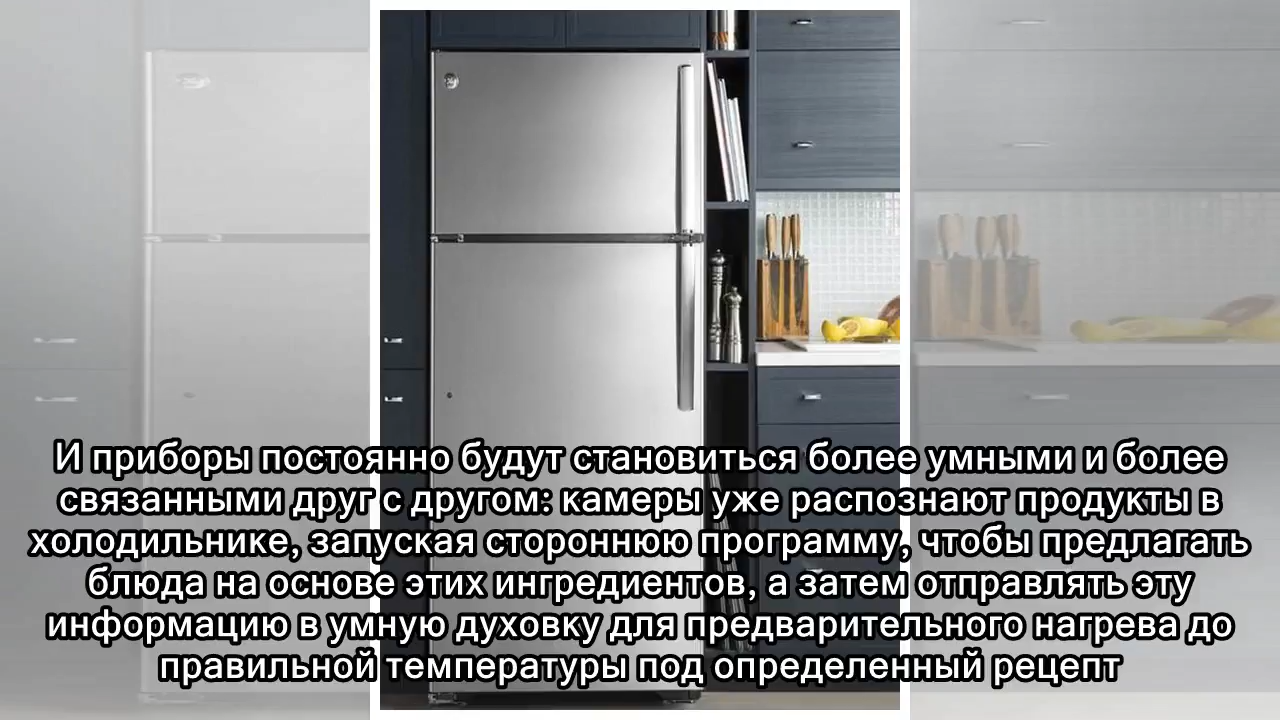 И приборы постоянно будут становиться более умными и более
связанными друг с другом: камеры уже распознают продукты в
холодильнике, запуская стороннюю программу, чтобы предлагать
блюда на основе этих ингредиентов, а затем отправлять эту
информацию в умную духовку для предварительного нагрева до
правильной температуры под определенный рецепт